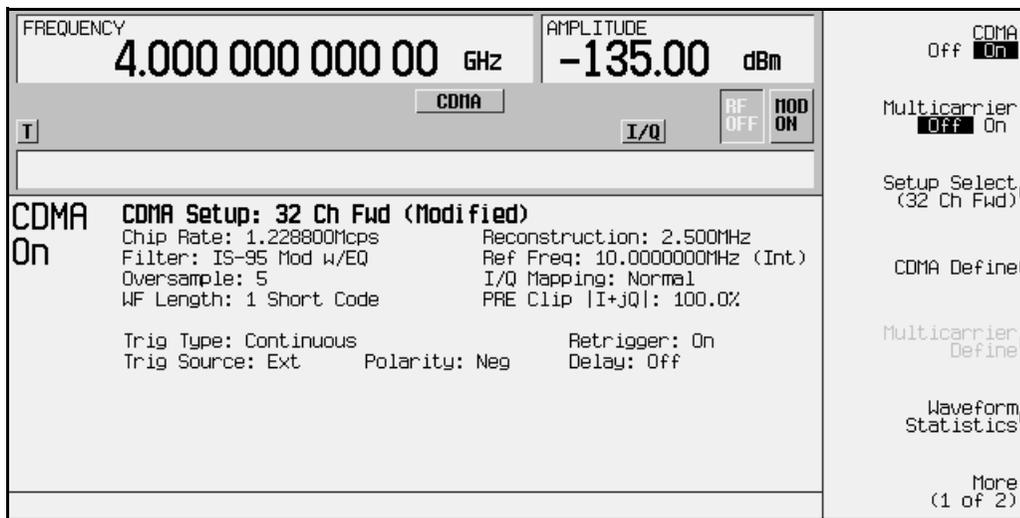 FREQUENCY
4.000 000 000 00 GHz
AMPLITUDE
-135.00 dBm
CDMA
T
I/Q
RF
OFF
MOD
ON
CDMA
On
CDMA Setup: 32 Ch Fwd (Modified)
Chip Rate: 1.228800Mcps Reconstruction: 2.500MHz
Filter: IS-95 Mod w/EQ Ref Freq: 10.0000000MHz (Int)
Oversample: 5 I/Q Mapping: Normal
WF Length: 1 Short Code PRE Clip |I+jQ|: 100.0%
Trig Type: Continuous Retrigger: On
Trig Source: Ext Polarity: Neg Delay: Off
CDMA
Off On
Multicarrier
Off On
Setup Select
(32 Ch Fwd)
CDMA Define
Multicarrier
Define
Waveform
Statistics
More
(1 of 2)